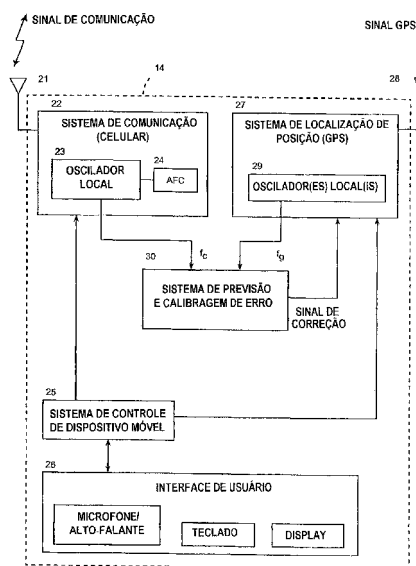 SINAL DE COMUNICAÇÃO
SINAL GPS
21
14
28
22
27
SISTEMA DE COMUNICAÇÃO
(CELULAR)
SISTEMA DE LOCALIZAÇÃO DE
POSIÇÃO (GPS)
23
24
29
OSCILADOR
LOCAL
AFC
OSCILADOR(ES) LOCAL(IS)
fc
fg
30
SISTEMA DE PREVISÃO
E CALIBRAGEM DE ERRO
SINAL DE
CORREÇÃO
25
SISTEMA DE CONTROLE
DE DISPOSITIVO MÓVEL
26
INTERFACE DE USUÁRIO
MICROFONE/
ALTO-FALANTE
TECLADO
DISPLAY